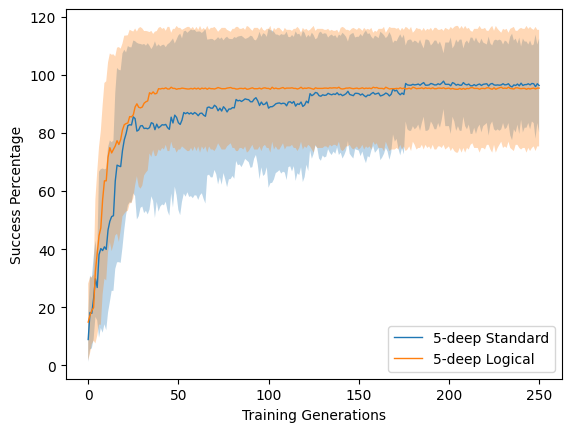 120
100
80
60
40
20
0
Success Percentage
0 50 100 150 200 250
Training Generations
5-deep Standard
5-deep Logical